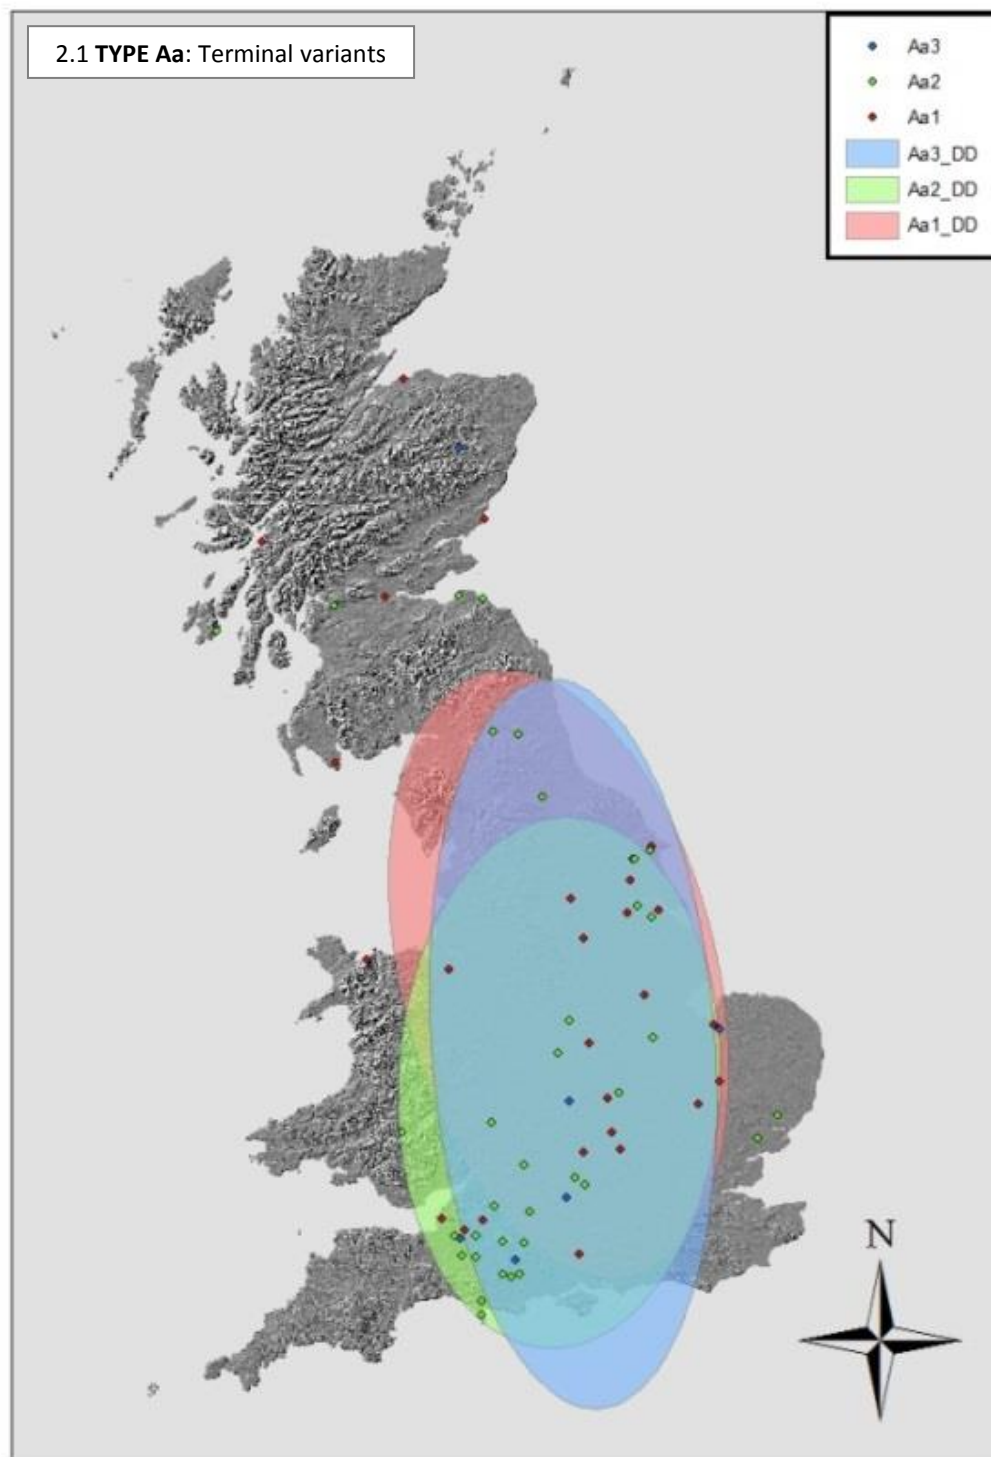 2.1 TYPE Aa: Terminal variants
Aa3
Aa2
Aa1
Aa3_DD
Aa2_DD
Aa1_DD
N